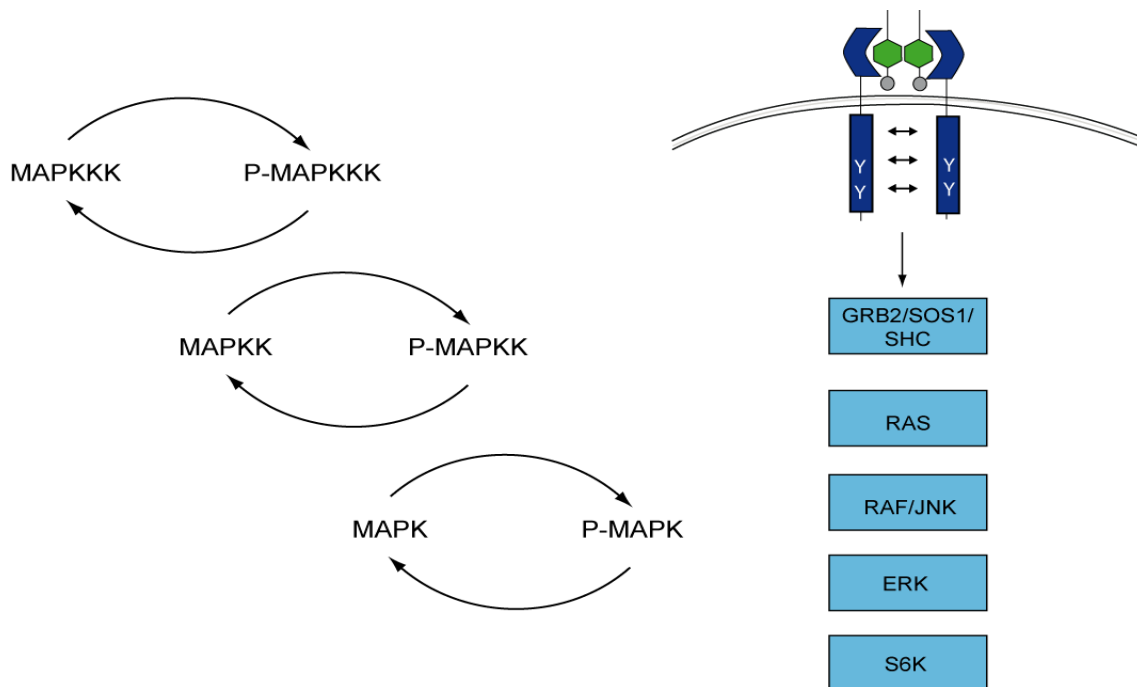 MAPKKK P-MAPKKK
MAPKK P-MAPKK
MAPK P-MAPK
Y Y
Y Y
GRB2/SOS1/
SHC
RAS
RAF/JNK
ERK
S6K